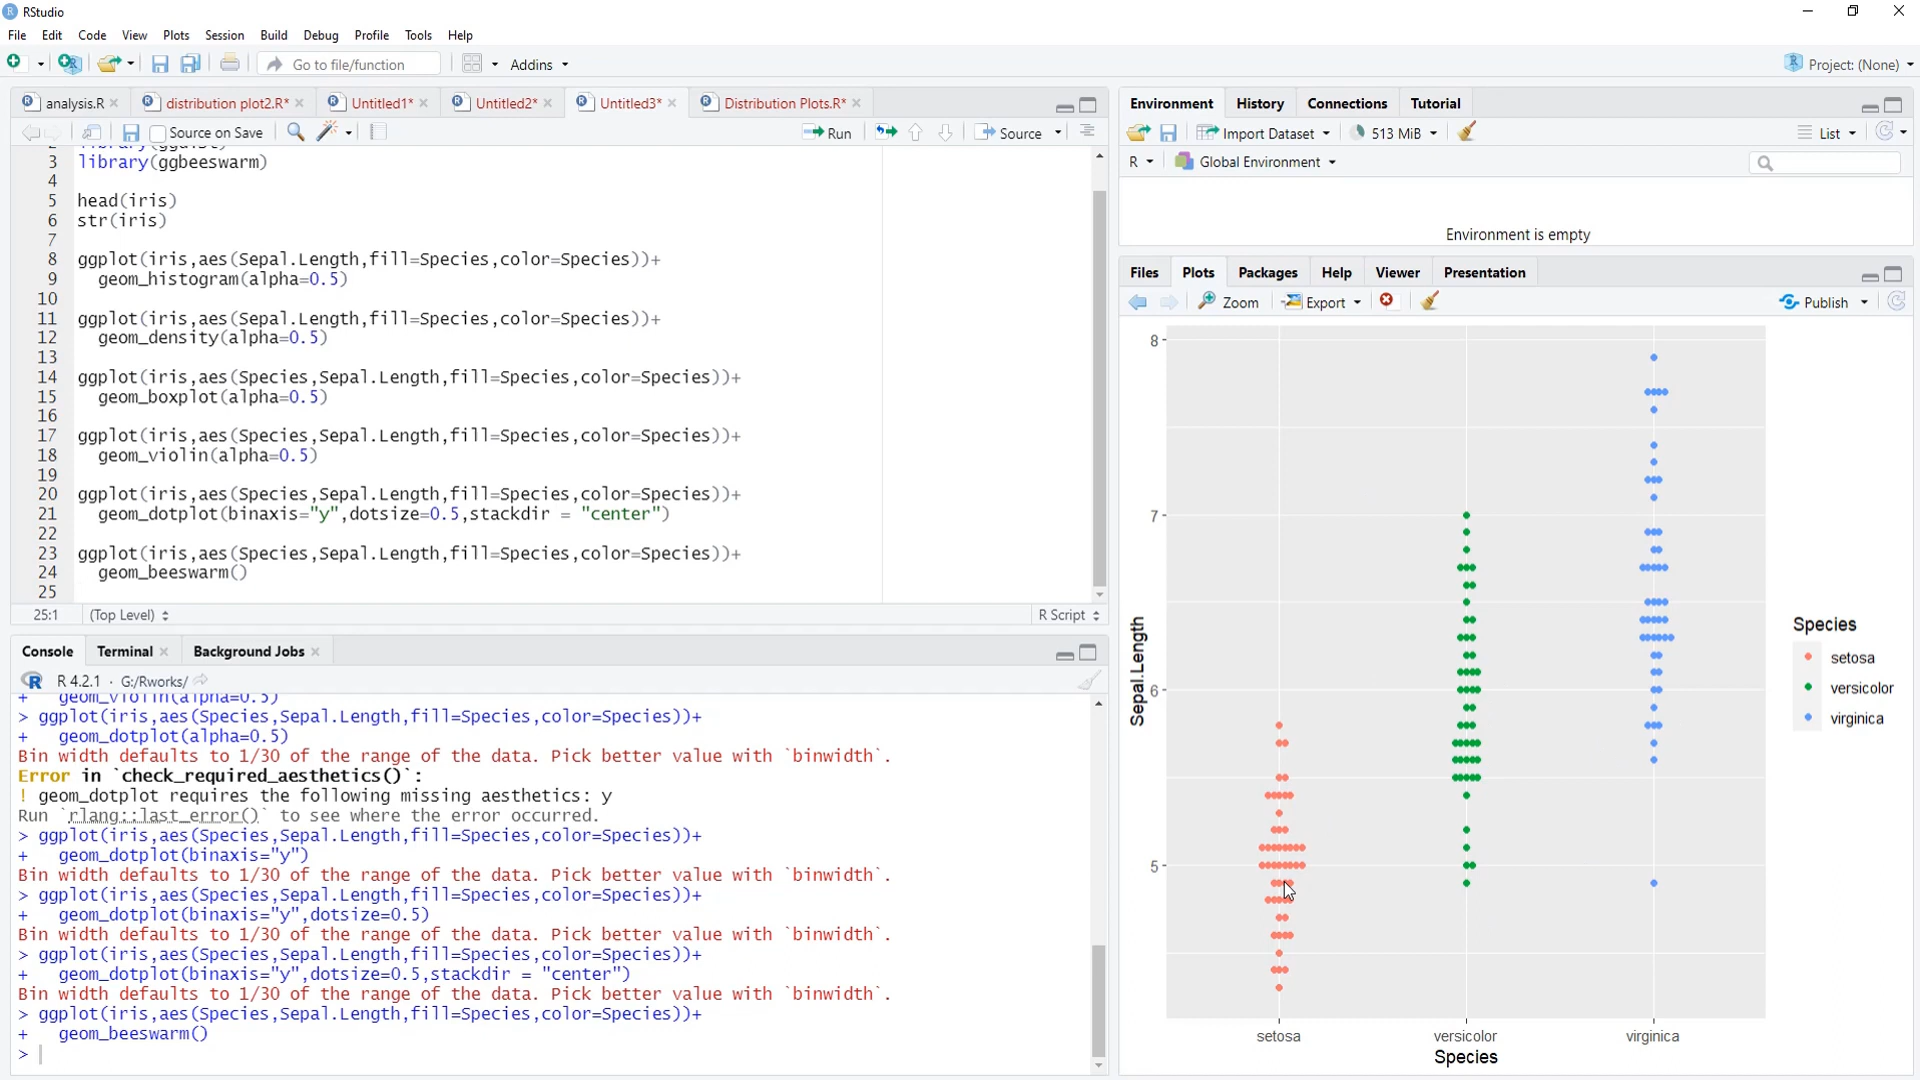 RStudio
File Edit Code View Plots Session Build Debug Profile Tools Help
Go to file/function Addins Project: (None)
analysis.R distribution plot2.R* Untitled1* Untitled2* Untitled3* Distribution Plots.R*
Source on Save Run Source
3 library(ggbeeswarm)
4
5 head(iris)
6 str(iris)
7
8 ggplot(iris,aes(Sepal.Length,fill=Species,color=Species))+
9 geom_histogram(alpha=0.5)
10
11 ggplot(iris,aes(Sepal.Length,fill=Species,color=Species))+
12 geom_density(alpha=0.5)
13
14 ggplot(iris,aes(Species,Sepal.Length,fill=Species,color=Species))+
15 geom_boxplot(alpha=0.5)
16
17 ggplot(iris,aes(Species,Sepal.Length,fill=Species,color=Species))+
18 geom_violin(alpha=0.5)
19
20 ggplot(iris,aes(Species,Sepal.Length,fill=Species,color=Species))+
21 geom_dotplot(binaxis="y",dotsize=0.5,stackdir = "center")
22
23 ggplot(iris,aes(Species,Sepal.Length,fill=Species,color=Species))+
24 geom_beeswarm()
25
25:1 (Top Level) R Script
Console Terminal Background Jobs
R 4.2.1 · G:/Rworks/
+ geom_violin(alpha=0.5)
> ggplot(iris,aes(Species,Sepal.Length,fill=Species,color=Species))+
+ geom_dotplot(alpha=0.5)
Bin width defaults to 1/30 of the range of the data. Pick better value with `binwidth`.
Error in `check_required_aesthetics()`:
! geom_dotplot requires the following missing aesthetics: y
Run `rlang::last_error()` to see where the error occurred.
> ggplot(iris,aes(Species,Sepal.Length,fill=Species,color=Species))+
+ geom_dotplot(binaxis="y")
Bin width defaults to 1/30 of the range of the data. Pick better value with `binwidth`.
> ggplot(iris,aes(Species,Sepal.Length,fill=Species,color=Species))+
+ geom_dotplot(binaxis="y",dotsize=0.5)
Bin width defaults to 1/30 of the range of the data. Pick better value with `binwidth`.
> ggplot(iris,aes(Species,Sepal.Length,fill=Species,color=Species))+
+ geom_dotplot(binaxis="y",dotsize=0.5,stackdir = "center")
Bin width defaults to 1/30 of the range of the data. Pick better value with `binwidth`.
> ggplot(iris,aes(Species,Sepal.Length,fill=Species,color=Species))+
+ geom_beeswarm()
>
Environment History Connections Tutorial
Import Dataset 513 MiB List
R Global Environment
Environment is empty
Files Plots Packages Help Viewer Presentation
Zoom Export Publish
8
7
6
5
Sepal.Length
setosa versicolor virginica
Species
Species
setosa
versicolor
virginica